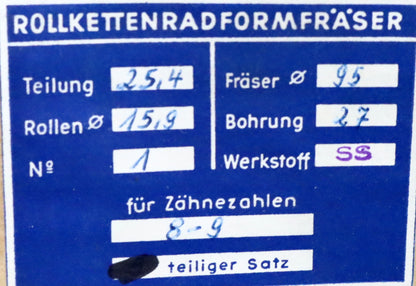 ROLLKETTENRADFORMFRÄSER
Teilung 25,4 Fräser Ø 95
Rollen Ø 15,9 Bohrung 27
Nº 1 Werkstoff SS
für Zähnezahlen
8-9
teiliger Satz